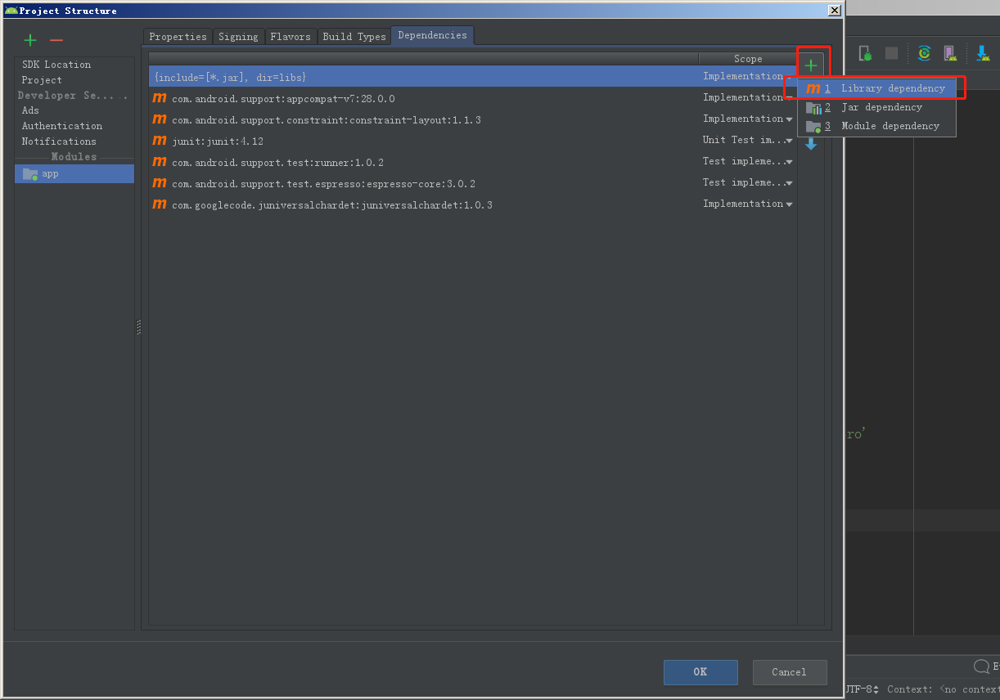 Project Structure
Properties Signing Flavors Build Types Dependencies
SDK Location
Project
Developer Se... .
Ads
Authentication
Notifications
Modules
app
Scope
{include=[*.jar], dir=libs} Implementation
m com.android.support:appcompat-v7:28.0.0 Implementation
m com.android.support.constraint:constraint-layout:1.1.3 Implementation
m junit:junit:4.12 Unit Test im...
m com.android.support.test:runner:1.0.2 Test impleme...
m com.android.support.test.espresso:espresso-core:3.0.2 Test impleme...
m com.googlecode.juniversalchardet:juniversalchardet:1.0.3 Implementation
m 1 Library dependency
2 Jar dependency
3 Module dependency
ro'
OK Cancel
UTF-8 Context: <no context